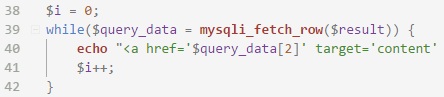 38 $i = 0;
39 while($query_data = mysqli_fetch_row($result)) {
40 echo "<a href='$query_data[2]' target='content'
41 $i++;
42 }